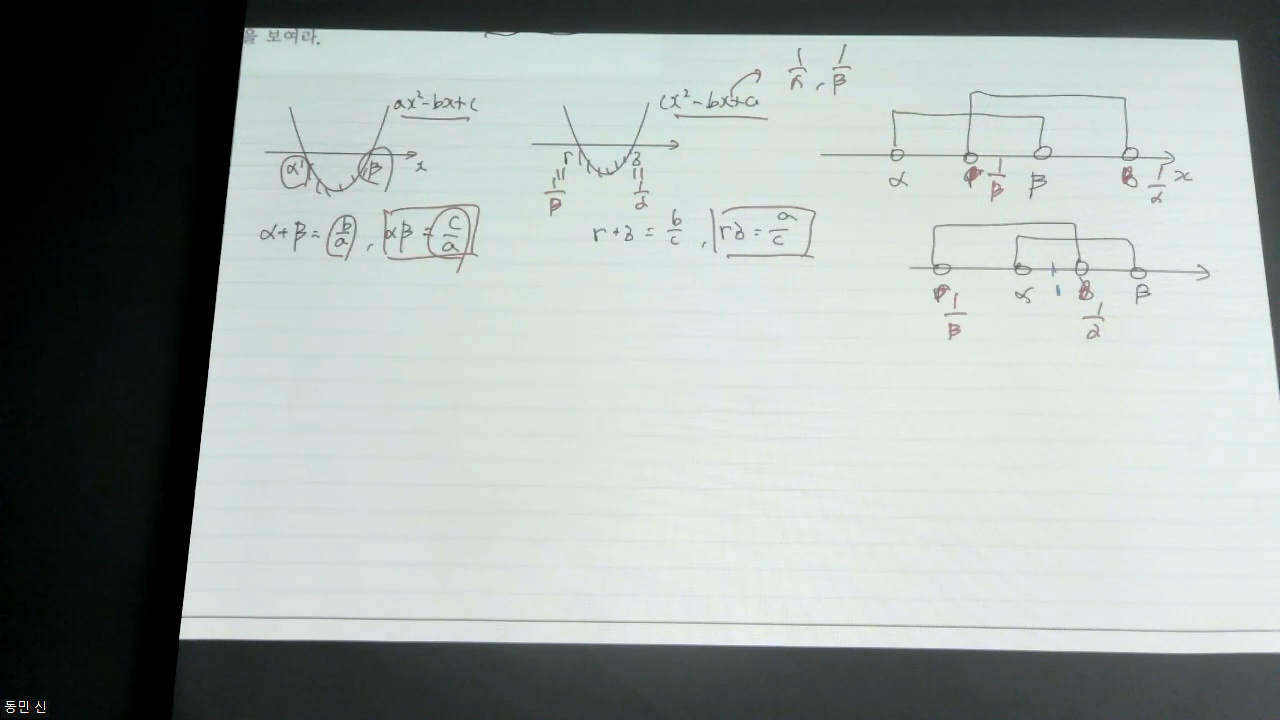 을 보여라.
ax²-bx+c
cx²-bx+a
1/α, 1/β
α β x
r δ
1/β 1/α
α+β = b/a, αβ = c/a
r+δ = b/c, rδ = a/c
α 1/β β 1/α x
α 1 β
1/β 1/α
동민 신